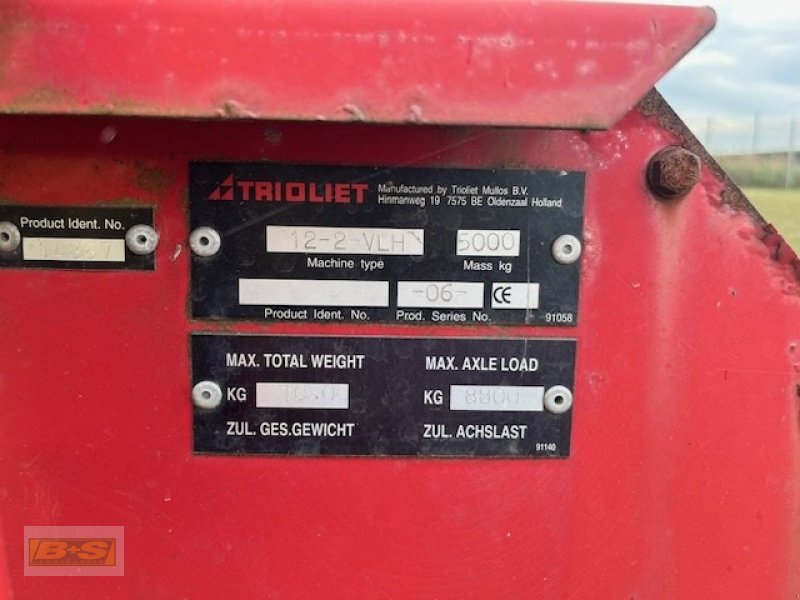 TRIOLIET
Manufactured by Trioliet Mullos B.V.
Hinmanweg 19 7575 BE Oldenzaal Holland
Product Ident. No.
12-2-VLH
5000
Machine type
Mass kg
-06-
CE
Product Ident. No.
Prod. Series No.
91058
MAX. TOTAL WEIGHT
MAX. AXLE LOAD
KG
KG 8900
ZUL. GES.GEWICHT
ZUL. ACHSLAST
91140
B+S